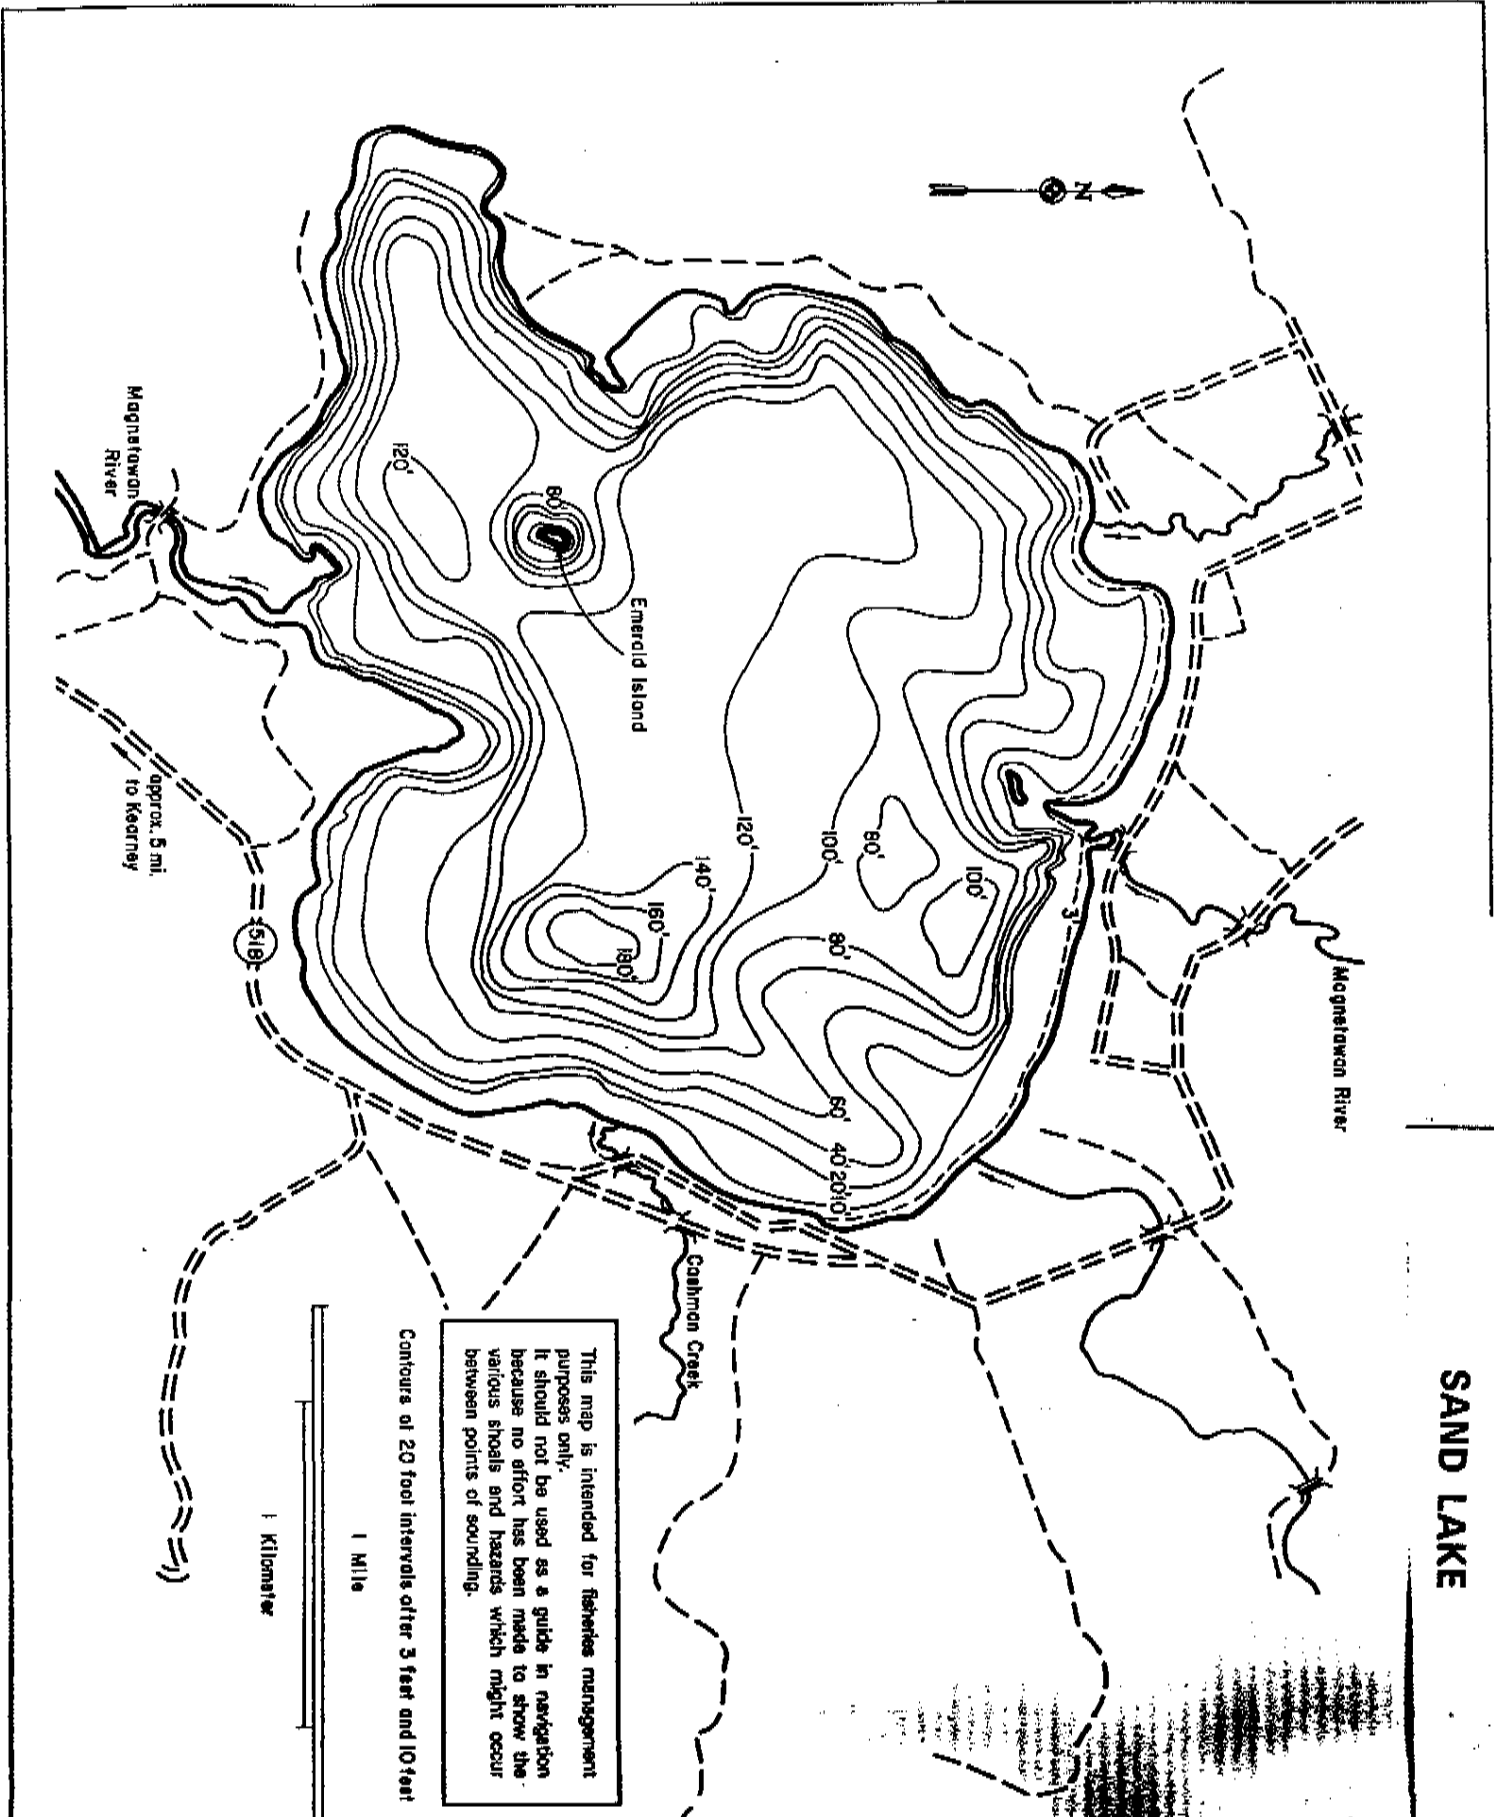 SAND LAKE
N
Magnetawan River
Magnetawan
River
Emerald Island
Cashman Creek
approx. 5 mi.
to Kearney
518
120'
60'
120'
100'
80'
100'
140'
160'
180'
80'
60'
40'
20'
10'
3'
This map is intended for fisheries management
purposes only.
It should not be used as a guide in navigation
because no effort has been made to show the
various shoals and hazards which might occur
between points of sounding.
Contours at 20 foot intervals after 3 feet and 10 feet
1 Mile
1 Kilometer